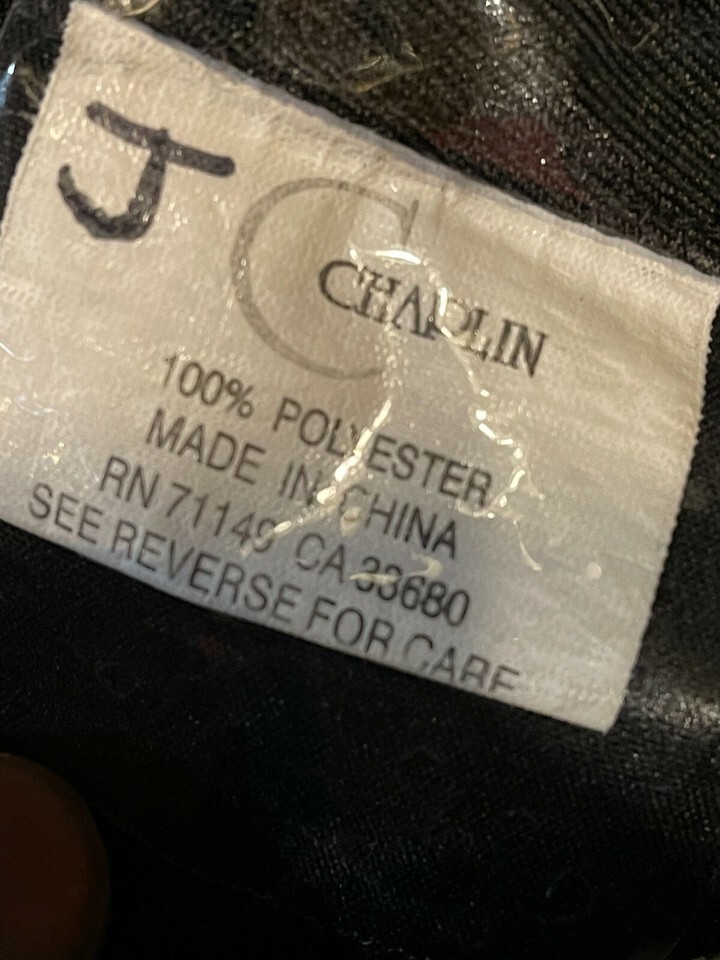 J
C
CHAPLIN
100% POLYESTER
MADE IN CHINA
RN 71149 CA 33680
SEE REVERSE FOR CARE